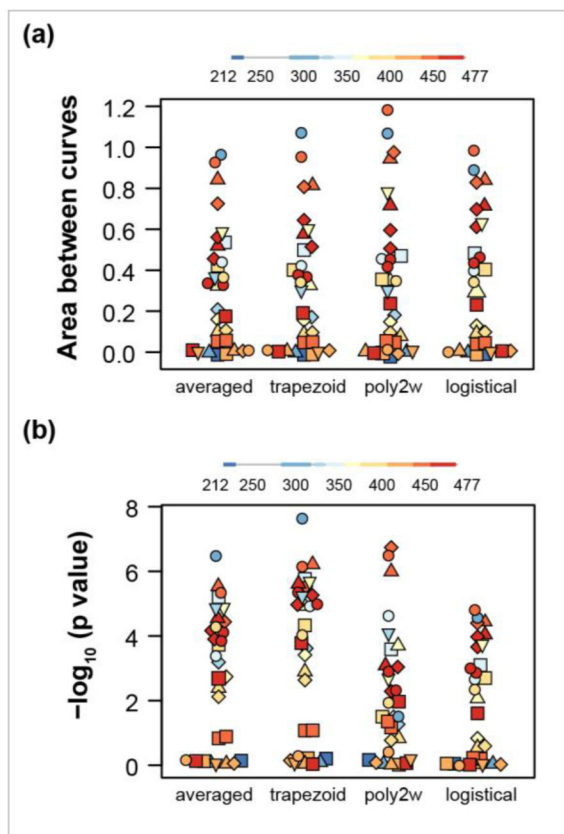 (a)
212 250 300 350 400 450 477
Area between curves
1.2
1.0
0.8
0.6
0.4
0.2
0.0
averaged trapezoid poly2w logistical
(b)
212 250 300 350 400 450 477
−log10 (p value)
8
6
4
2
0
averaged trapezoid poly2w logistical